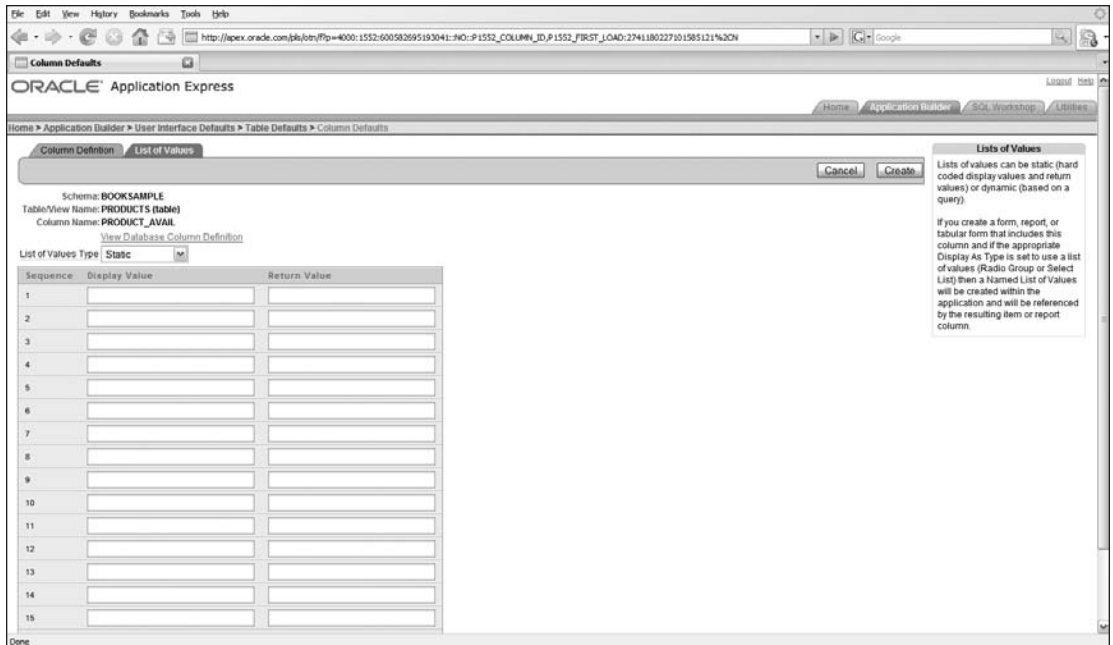 File Edit View History Bookmarks Tools Help
http://apex.oracle.com/pls/otn/f?p=4000:1552:600582695193041::NO::P1552_COLUMN_ID,P1552_FIRST_LOAD:2741180227101585121%2CN
Google
Column Defaults
ORACLE Application Express
Logout Help
Home Application Builder SQL Workshop Utilities
Home > Application Builder > User Interface Defaults > Table Defaults > Column Defaults
Column Defintion List of Values
Cancel Create
Schema: BOOKSAMPLE
Table/View Name: PRODUCTS (table)
Column Name: PRODUCT_AVAIL
View Database Column Definition
List of Values Type Static
Sequence Display Value Return Value
1
2
3
4
5
6
7
8
9
10
11
12
13
14
15
Lists of Values
Lists of values can be static (hard
coded display values and return
values) or dynamic (based on a
query).
If you create a form, report, or
tabular form that includes this
column and if the appropriate
Display As Type is set to use a list
of values (Radio Group or Select
List) then a Named List of Values
will be created within the
application and will be referenced
by the resulting item or report
column.
Done